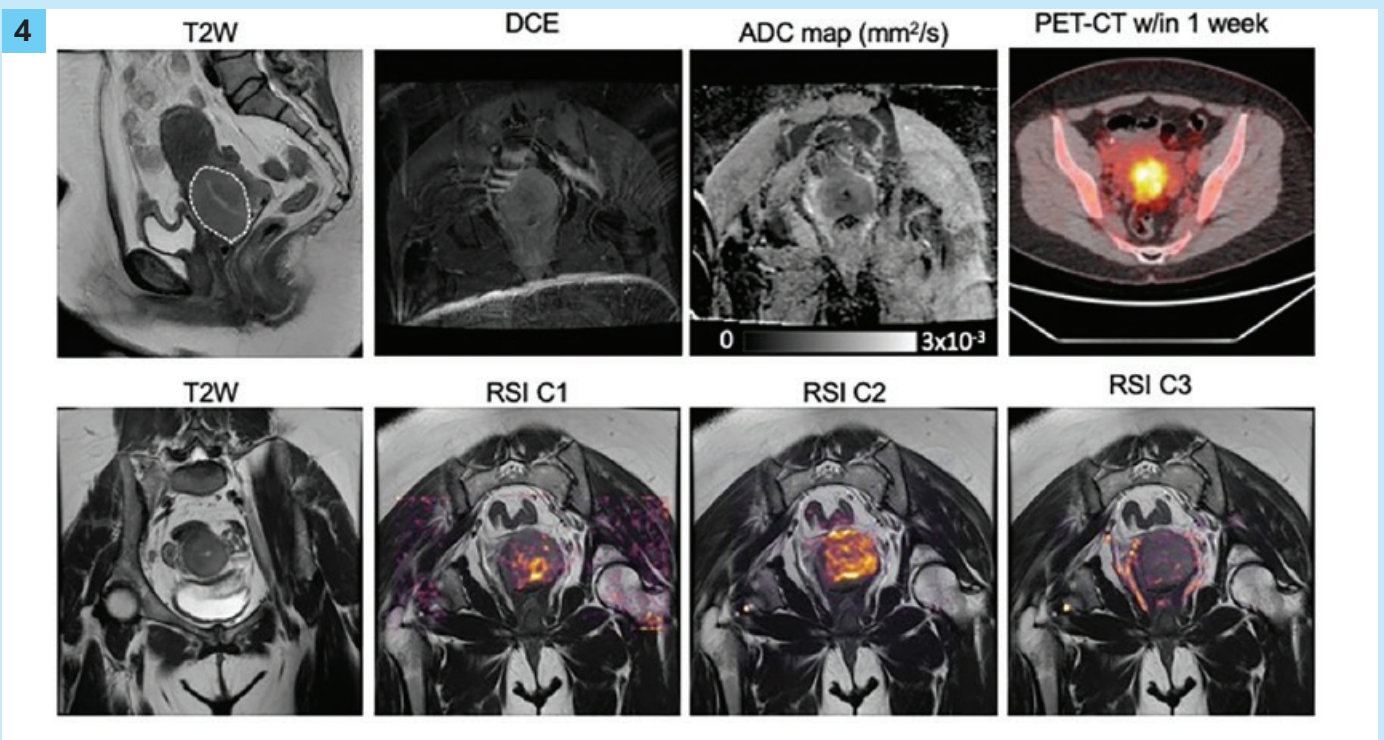 4
T2W
DCE
ADC map (mm²/s)
PET-CT w/in 1 week
0
3x10⁻³
T2W
RSI C1
RSI C2
RSI C3